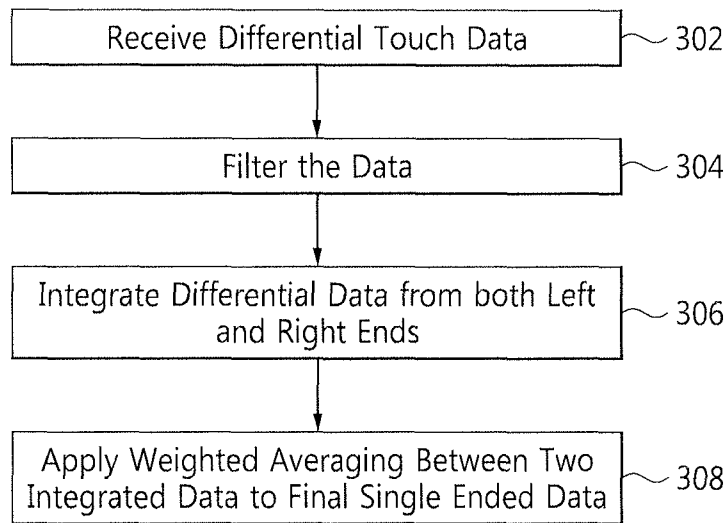 Receive Differential Touch Data
302
Filter the Data
304
Integrate Differential Data from both Left
and Right Ends
306
Apply Weighted Averaging Between Two
Integrated Data to Final Single Ended Data
308